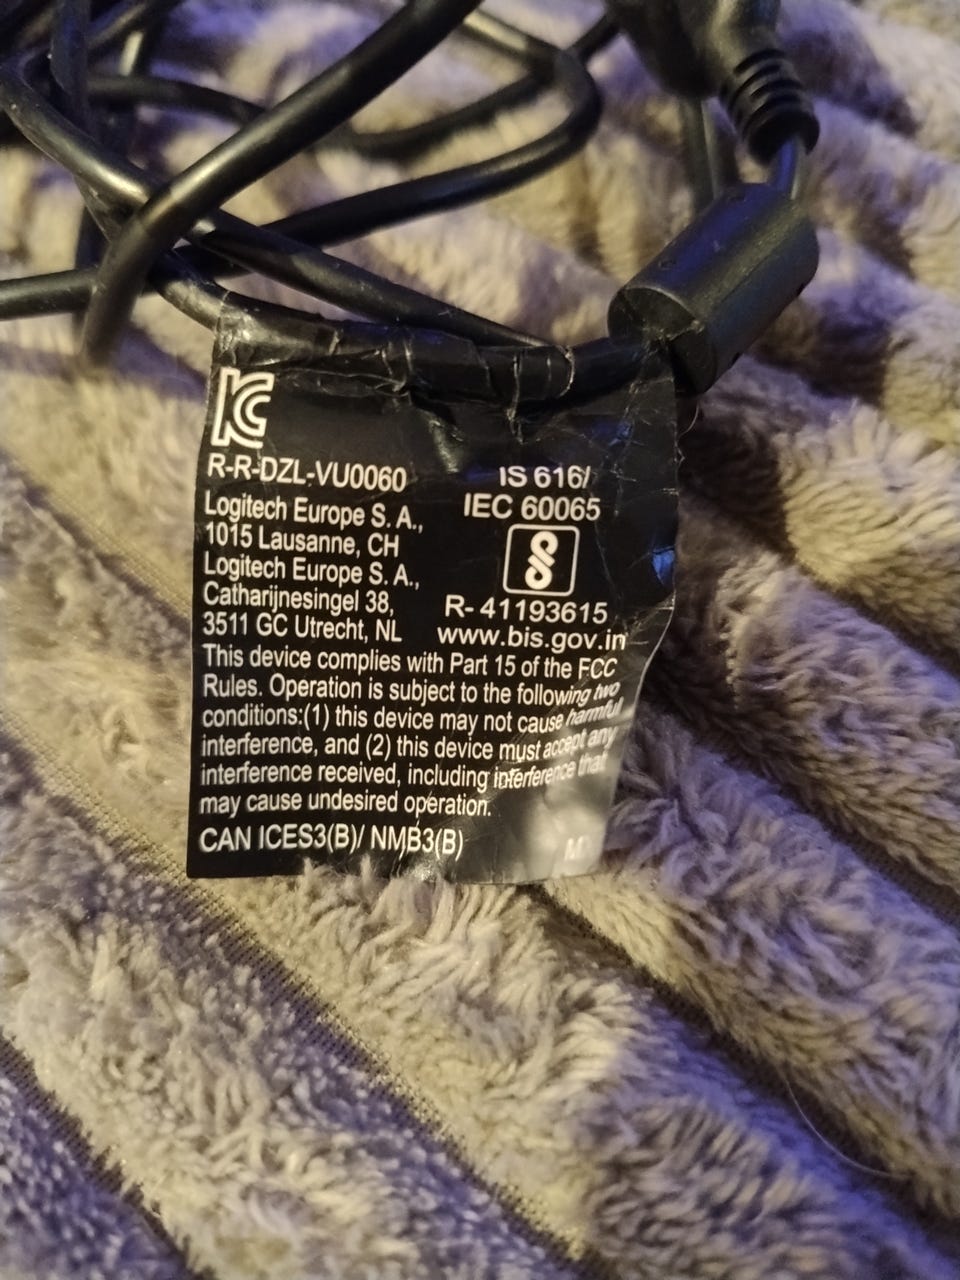 R-R-DZL-VU0060
Logitech Europe S. A.,
1015 Lausanne, CH
Logitech Europe S. A.,
Catharijnesingel 38,
3511 GC Utrecht, NL
IS 616/
IEC 60065
R- 41193615
www.bis.gov.in
This device complies with Part 15 of the FCC
Rules. Operation is subject to the following two
conditions:(1) this device may not cause harmful
interference, and (2) this device must accept any
interference received, including interference that
may cause undesired operation.
CAN ICES3(B)/ NMB3(B)